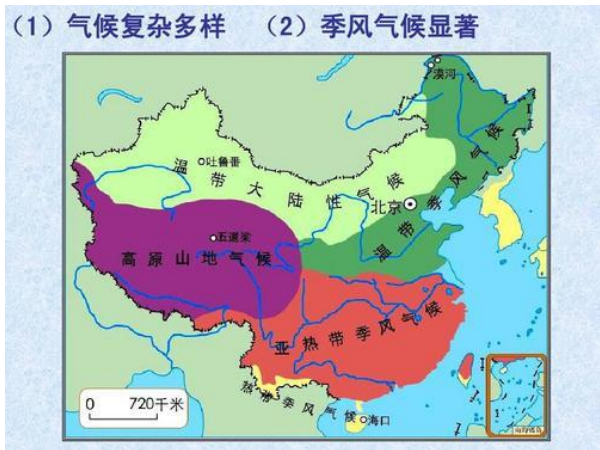 （1）气候复杂多样 （2）季风气候显著
漠河
吐鲁番
温带大陆性气候
北京
温带季风气候
五道梁
高原山地气候
亚热带季风气候
热带季风气候
海口
0 720千米